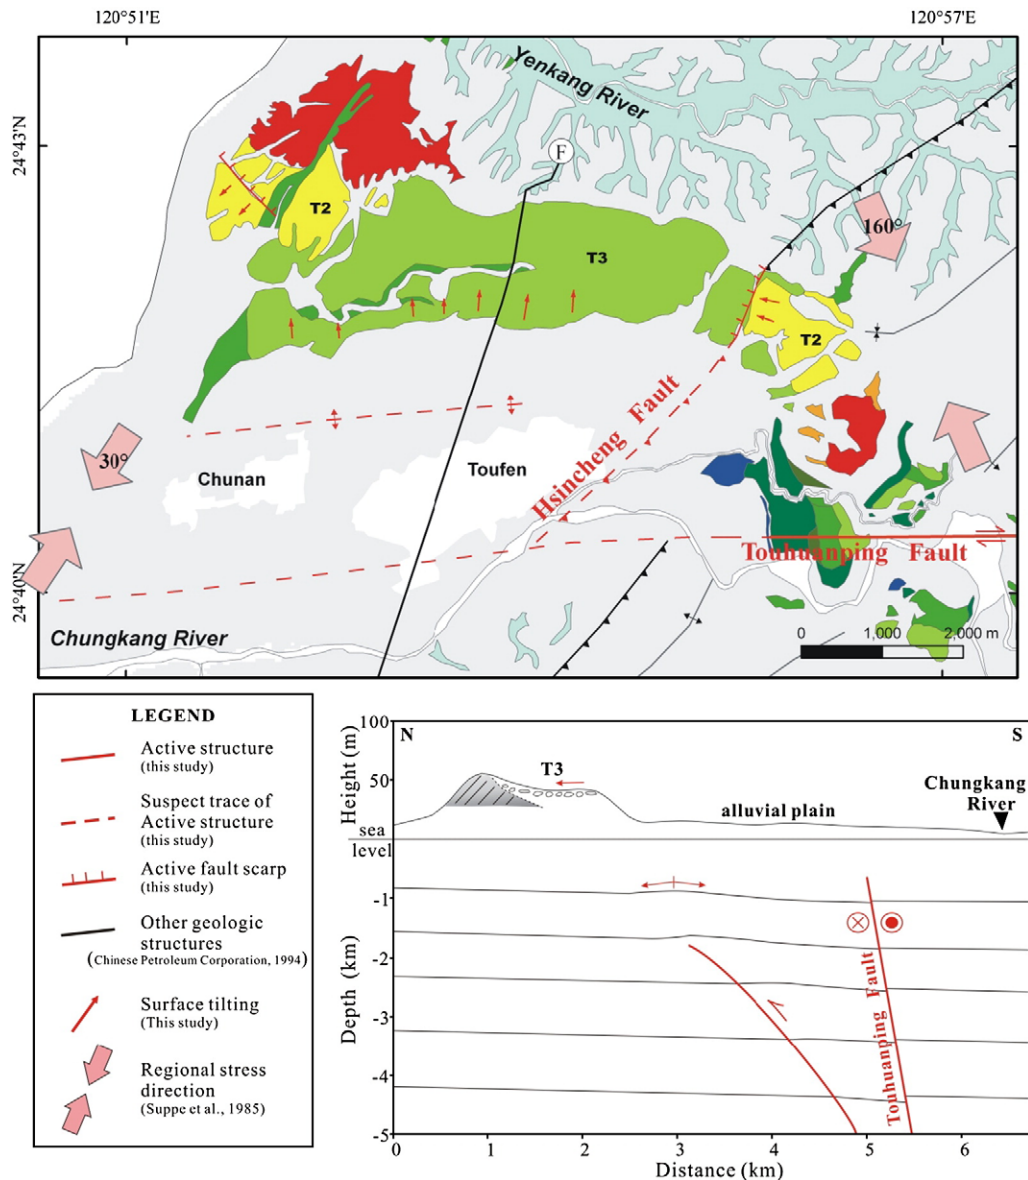 120°51'E
120°57'E
24°43'N
24°40'N
Yenkang River
F
T2
T3
160°
T2
Hsincheng Fault
30°
Chunan
Toufen
Touhuanping Fault
Chungkang River
0 1,000 2,000 m
LEGEND
Active structure
(this study)
Suspect trace of
Active structure
(this study)
Active fault scarp
(this study)
Other geologic
structures
(Chinese Petroleum Corporation, 1994)
Surface tilting
(This study)
Regional stress
direction
(Suppe et al., 1985)
Height (m)
100
50
sea
level
N
S
T3
alluvial plain
Chungkang
River
Depth (km)
-1
-2
-3
-4
-5
Touhuanping Fault
0 1 2 3 4 5 6
Distance (km)